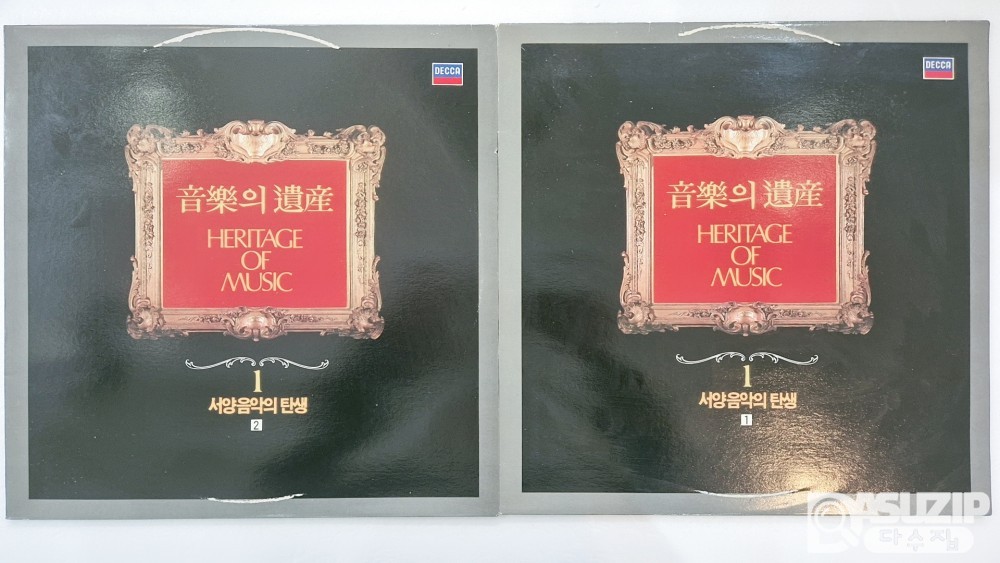 DECCA
音樂의 遺産
HERITAGE
OF
MUSIC
1
서양음악의 탄생
2
DECCA
音樂의 遺産
HERITAGE
OF
MUSIC
1
서양음악의 탄생
1
ASUZIP
다수집